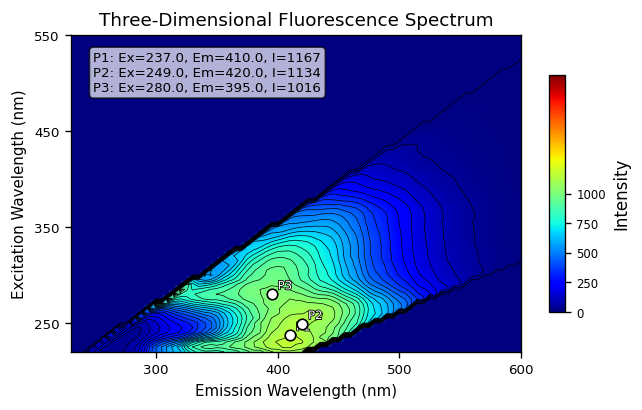 Three-Dimensional Fluorescence Spectrum
P1: Ex=237.0, Em=410.0, I=1167
P2: Ex=249.0, Em=420.0, I=1134
P3: Ex=280.0, Em=395.0, I=1016
550
450
350
250
Excitation Wavelength (nm)
P3
P2
300
400
500
600
Emission Wavelength (nm)
1000
750
500
250
0
Intensity